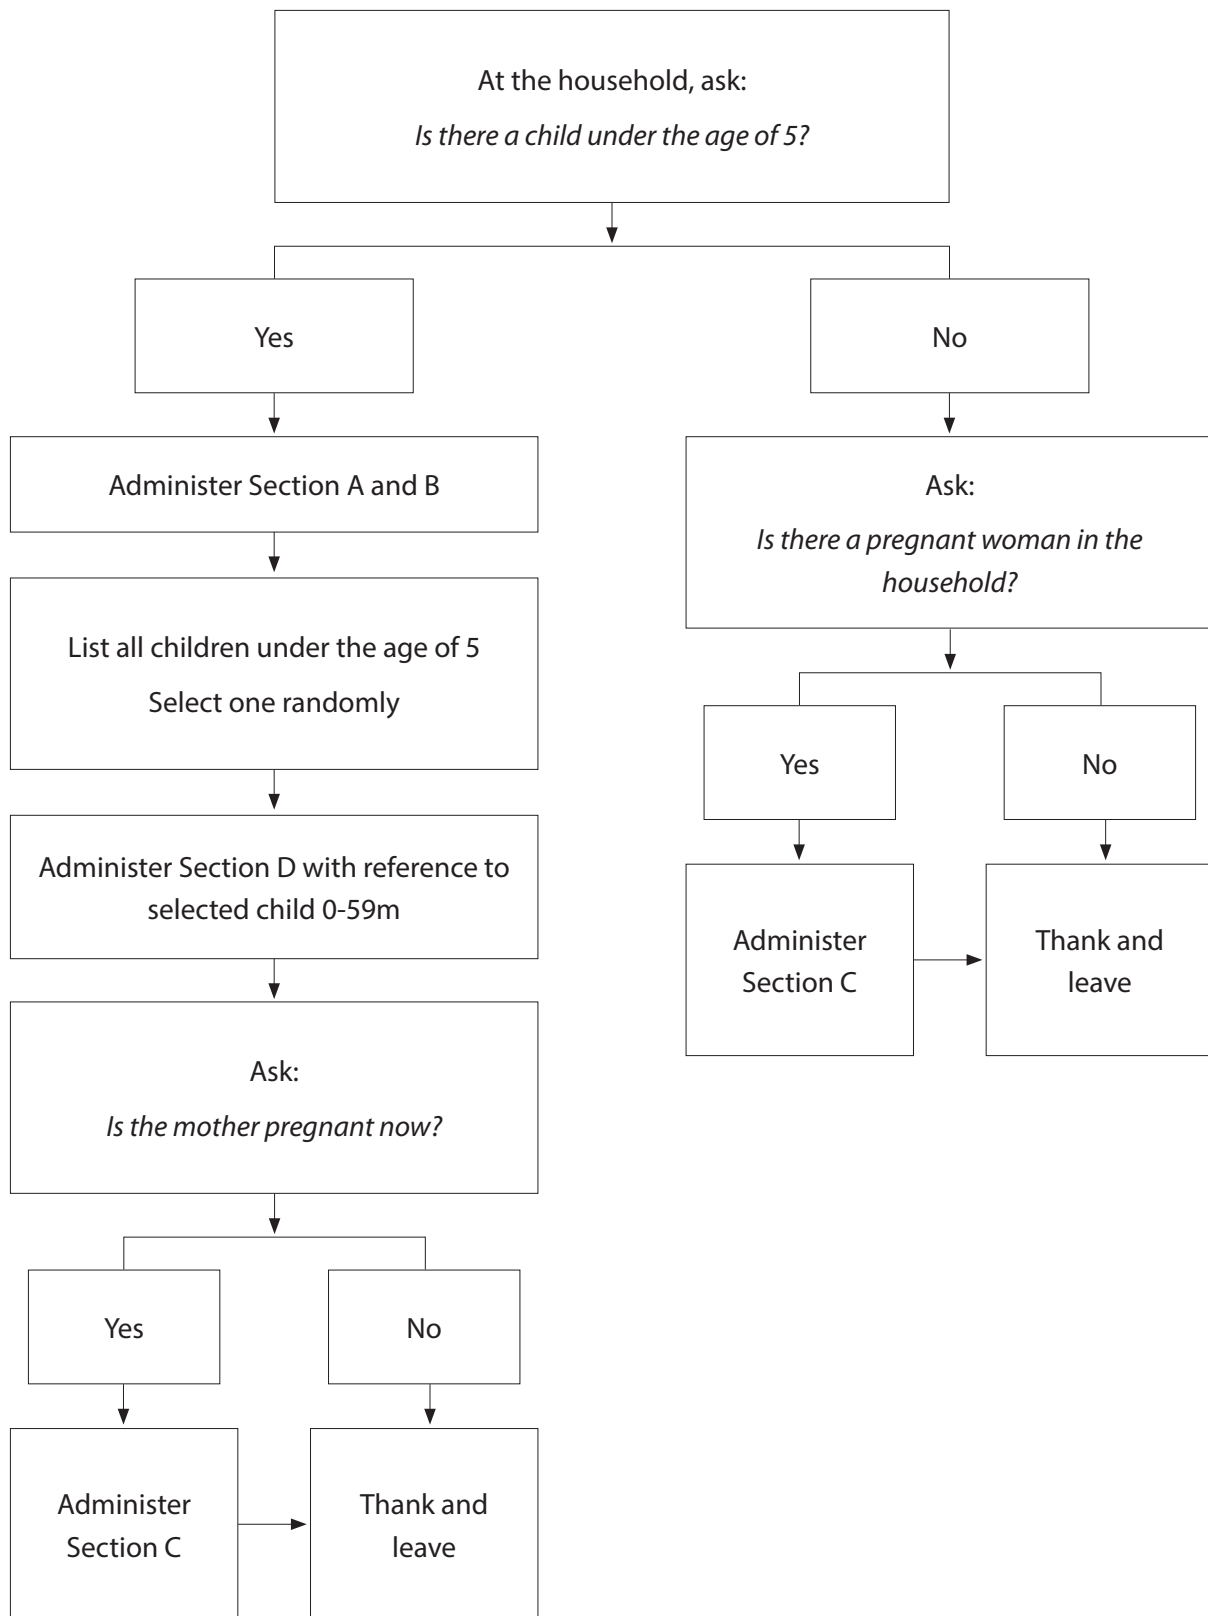 At the household, ask:
Is there a child under the age of 5?
Yes
No
Administer Section A and B
Ask:
Is there a pregnant woman in the
household?
List all children under the age of 5
Select one randomly
Yes
No
Administer Section D with reference to
selected child 0-59m
Administer
Section C
Thank and
leave
Ask:
Is the mother pregnant now?
Yes
No
Administer
Section C
Thank and
leave